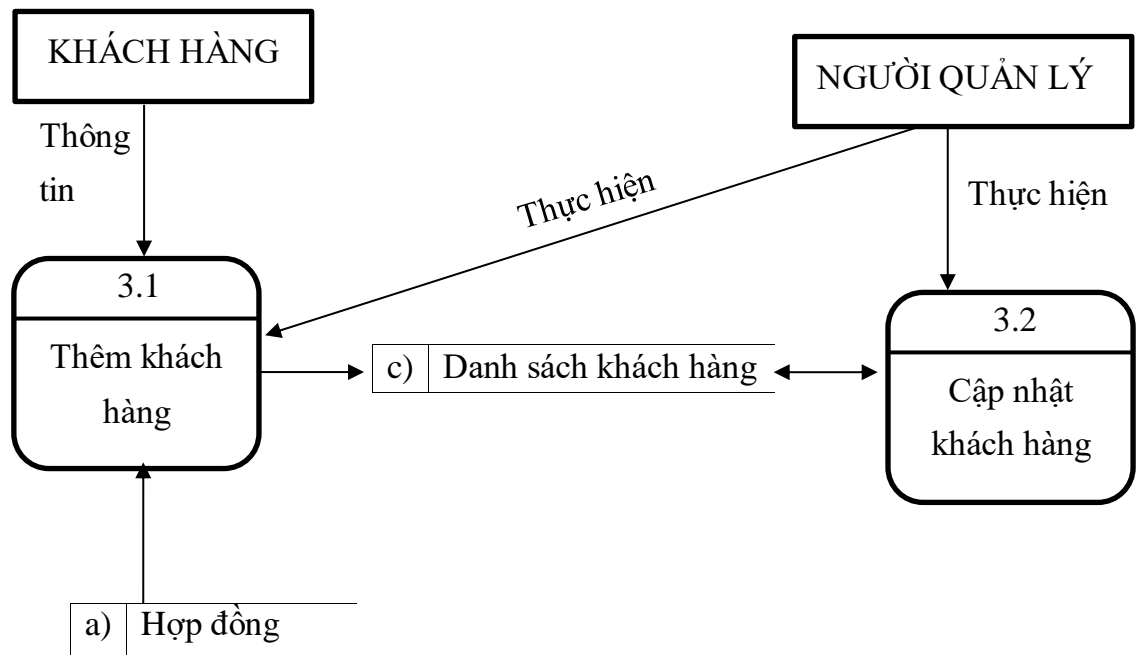 KHÁCH HÀNG
NGƯỜI QUẢN LÝ
Thông
tin
Thực hiện
Thực hiện
3.1
Thêm khách
hàng
c) Danh sách khách hàng
3.2
Cập nhật
khách hàng
a) Hợp đồng